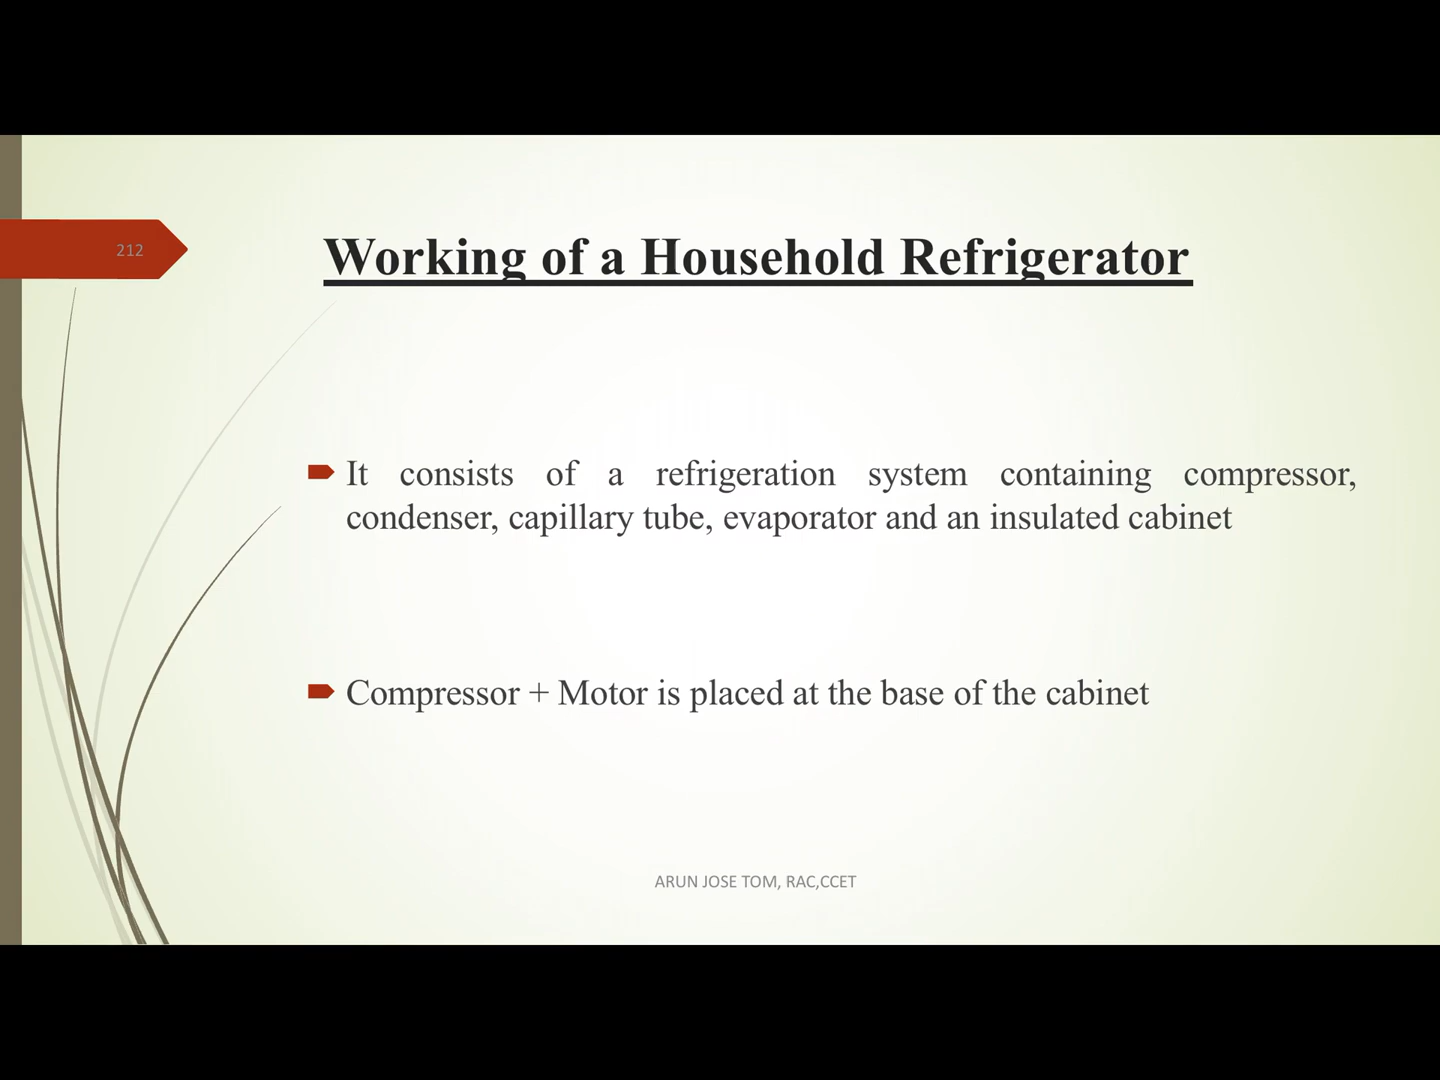 212
Working of a Household Refrigerator
It consists of a refrigeration system containing compressor,
condenser, capillary tube, evaporator and an insulated cabinet
Compressor + Motor is placed at the base of the cabinet
ARUN JOSE TOM, RAC,CCET